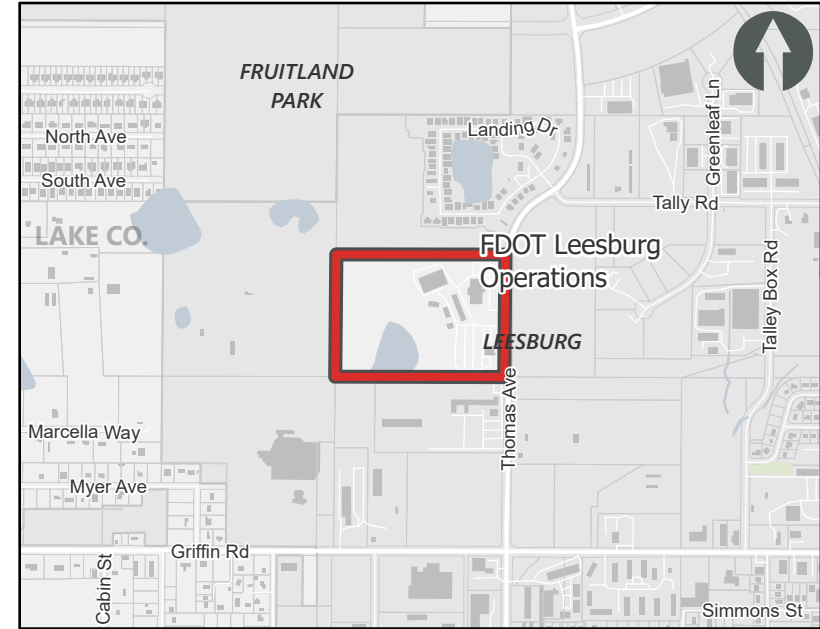 FRUITLAND
PARK
North Ave
Landing Dr
Greenleaf Ln
South Ave
Tally Rd
LAKE CO.
FDOT Leesburg
Operations
Talley Box Rd
LEESBURG
Thomas Ave
Marcella Way
Myer Ave
Griffin Rd
Cabin St
Simmons St